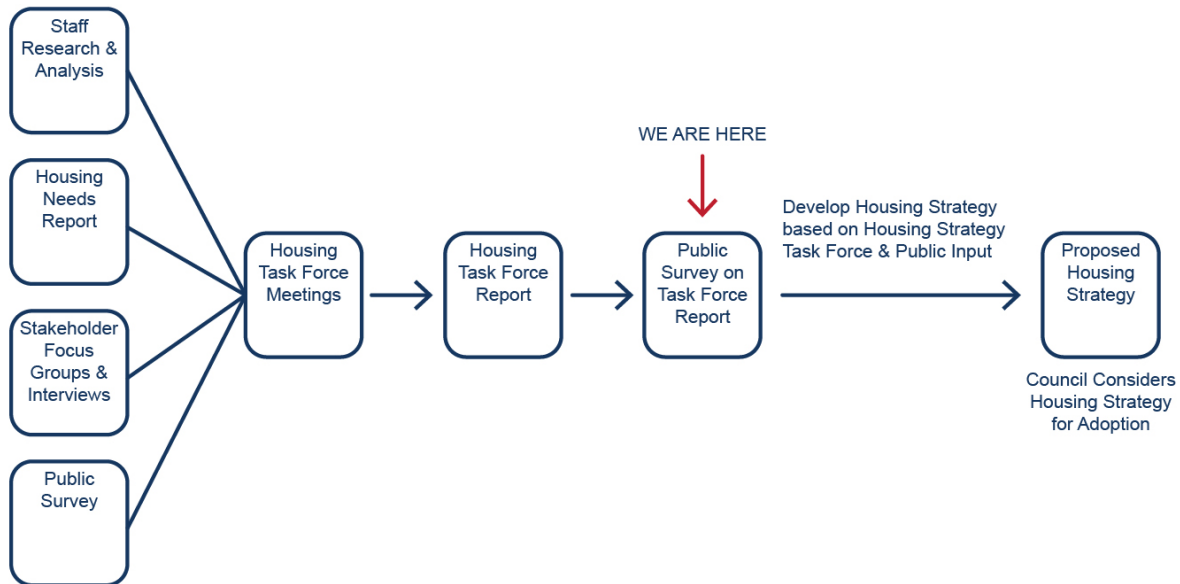 Staff
Research &
Analysis
Housing
Needs
Report
Stakeholder
Focus
Groups &
Interviews
Public
Survey
Housing
Task Force
Meetings
Housing
Task Force
Report
WE ARE HERE
Public
Survey on
Task Force
Report
Develop Housing Strategy
based on Housing Strategy
Task Force & Public Input
Proposed
Housing
Strategy
Council Considers
Housing Strategy
for Adoption